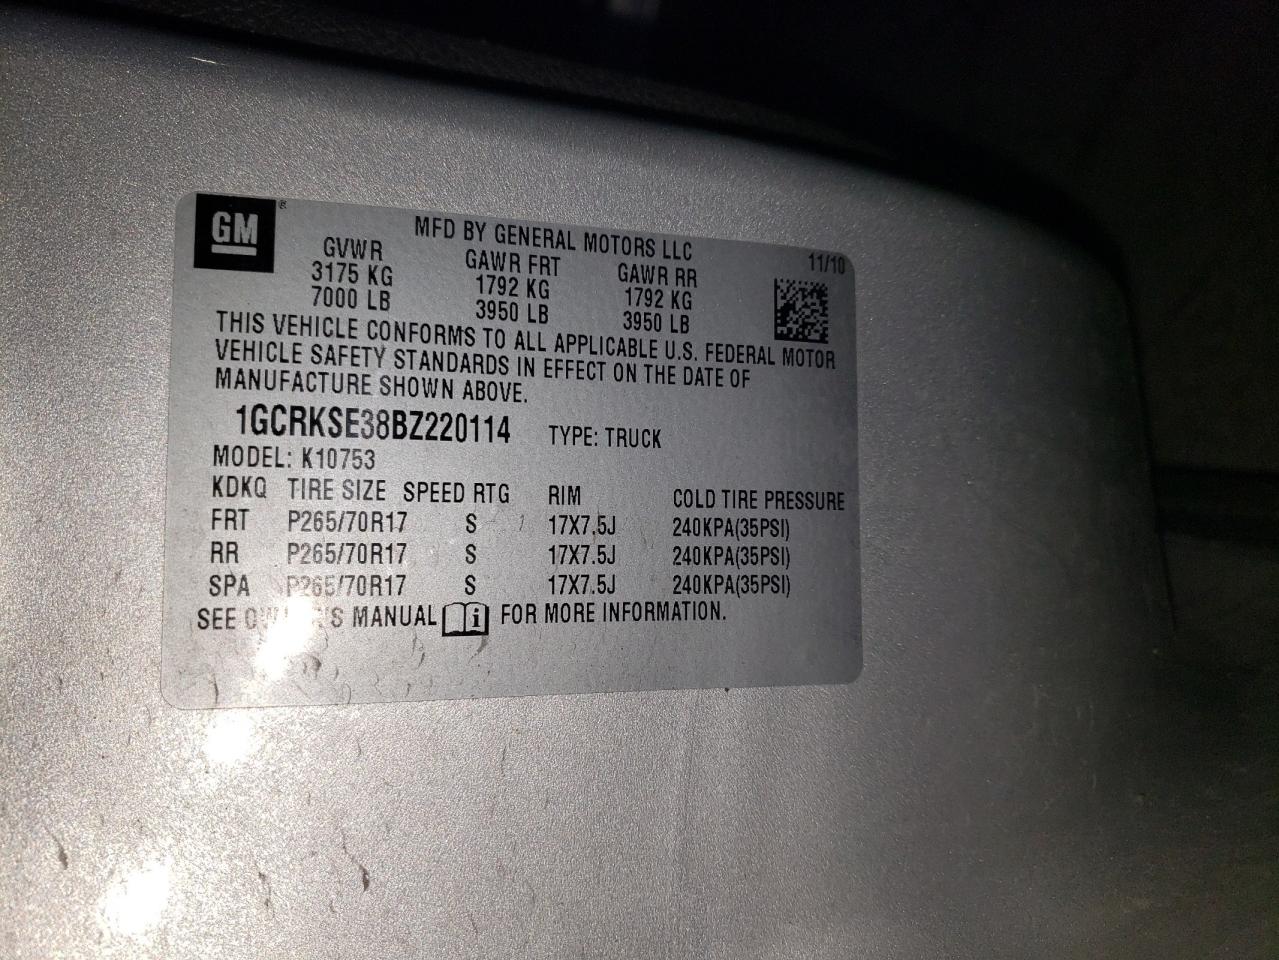 GM ®
MFD BY GENERAL MOTORS LLC
11/10
GVWR GAWR FRT GAWR RR
3175 KG 1792 KG 1792 KG
7000 LB 3950 LB 3950 LB
THIS VEHICLE CONFORMS TO ALL APPLICABLE U.S. FEDERAL MOTOR
VEHICLE SAFETY STANDARDS IN EFFECT ON THE DATE OF
MANUFACTURE SHOWN ABOVE.
1GCRKSE38BZ220114 TYPE: TRUCK
MODEL: K10753
KDKQ TIRE SIZE SPEED RTG RIM COLD TIRE PRESSURE
FRT P265/70R17 S 17X7.5J 240KPA(35PSI)
RR P265/70R17 S 17X7.5J 240KPA(35PSI)
SPA P265/70R17 S 17X7.5J 240KPA(35PSI)
SEE OWNER'S MANUAL FOR MORE INFORMATION.